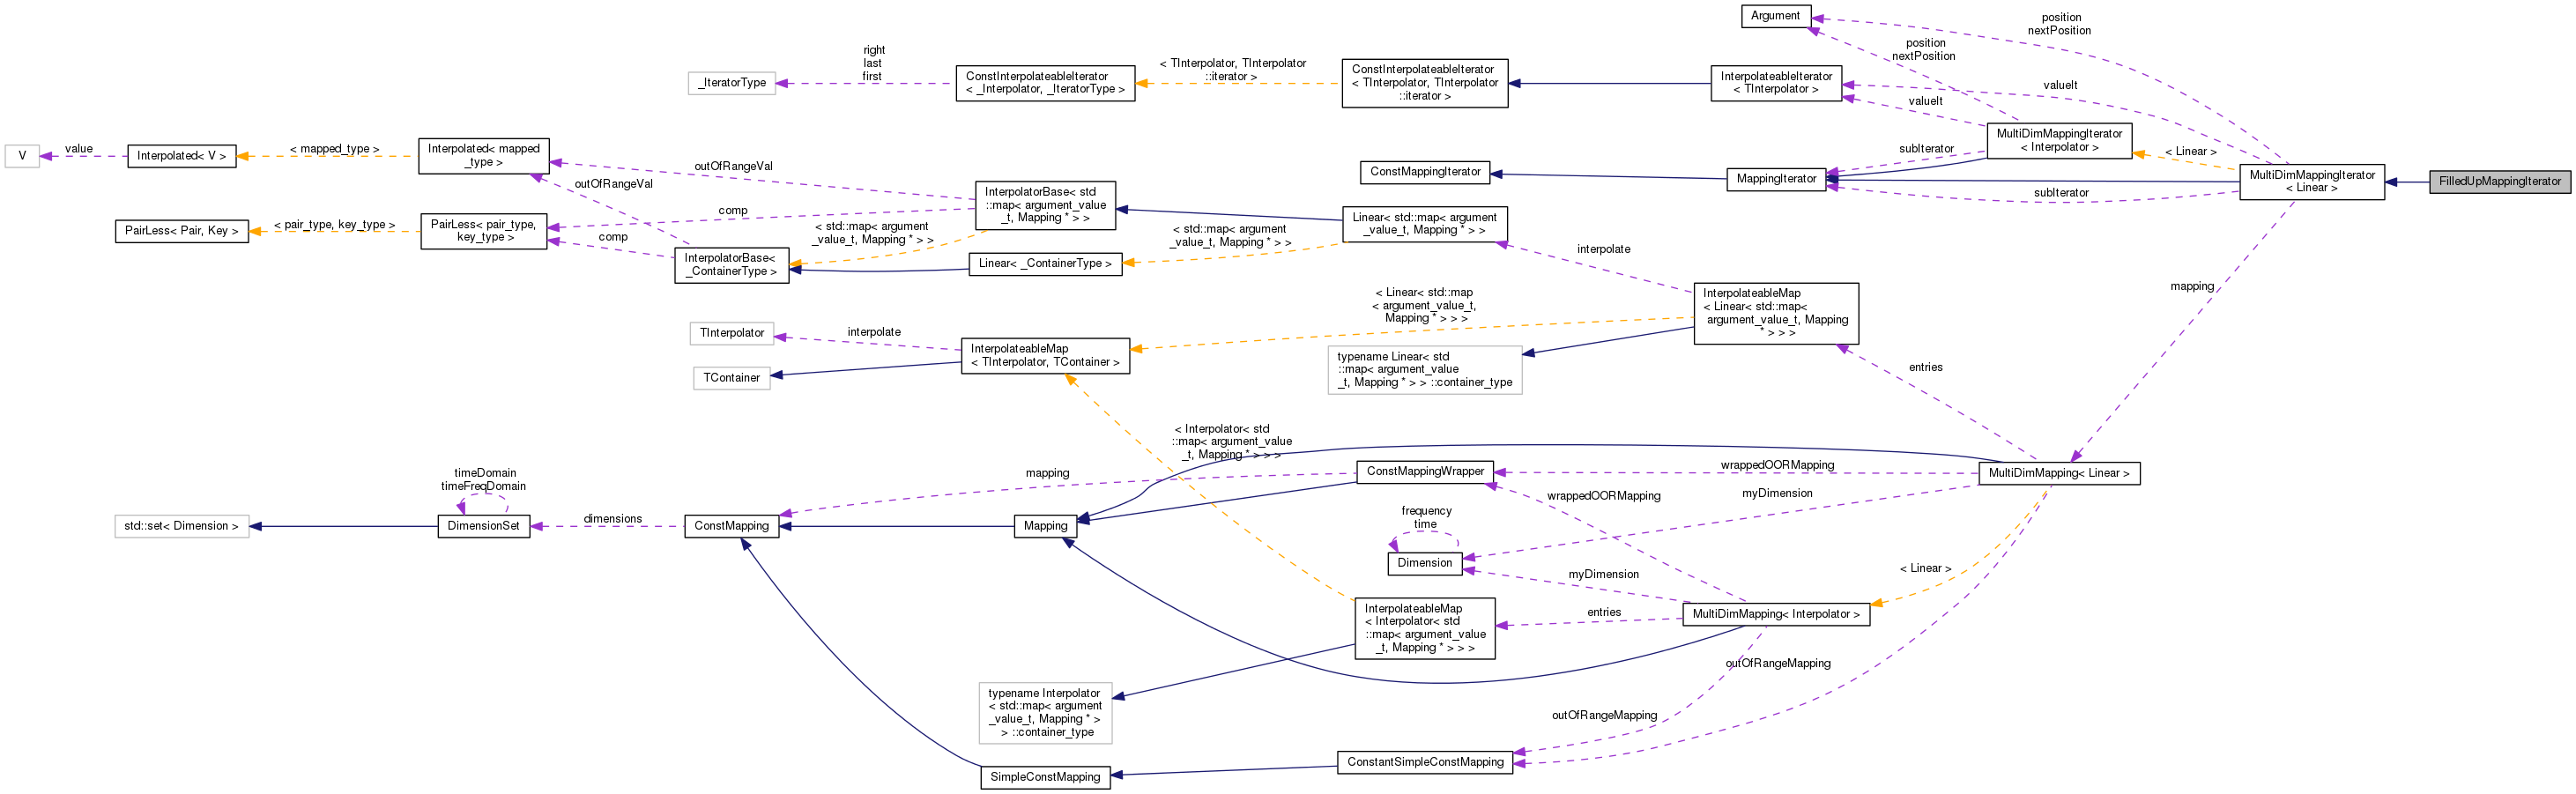 Argument
position
nextPosition
position
nextPosition
right
last
first
_IteratorType
ConstInterpolateableIterator
< _Interpolator, _IteratorType >
< TInterpolator, TInterpolator
::iterator >
ConstInterpolateableIterator
< TInterpolator, TInterpolator
::iterator >
InterpolateableIterator
< TInterpolator >
valueIt
valueIt
MultiDimMappingIterator
< Interpolator >
V
value
Interpolated< V >
< mapped_type >
Interpolated< mapped
_type >
outOfRangeVal
outOfRangeVal
subIterator
< Linear >
ConstMappingIterator
MappingIterator
subIterator
MultiDimMappingIterator
< Linear >
FilledUpMappingIterator
InterpolatorBase< std
::map< argument_value
_t, Mapping * > >
comp
comp
PairLess< Pair, Key >
< pair_type, key_type >
PairLess< pair_type,
key_type >
< std::map< argument
_value_t, Mapping * > >
< std::map< argument
_value_t, Mapping * > >
Linear< std::map< argument
_value_t, Mapping * > >
InterpolatorBase<
_ContainerType >
Linear< _ContainerType >
interpolate
mapping
< Linear< std::map
< argument_value_t,
Mapping * > > >
InterpolateableMap
< Linear< std::map<
argument_value_t, Mapping
* > > >
TInterpolator
interpolate
InterpolateableMap
< TInterpolator, TContainer >
TContainer
typename Linear< std
::map< argument_value
_t, Mapping * > > ::container_type
entries
< Interpolator< std
::map< argument_value
_t, Mapping * > > >
mapping
ConstMappingWrapper
wrappedOORMapping
MultiDimMapping< Linear >
timeDomain
timeFreqDomain
wrappedOORMapping
myDimension
std::set< Dimension >
DimensionSet
dimensions
ConstMapping
Mapping
frequency
time
Dimension
myDimension
< Linear >
InterpolateableMap
< Interpolator< std
::map< argument_value
_t, Mapping * > > >
entries
MultiDimMapping< Interpolator >
outOfRangeMapping
typename Interpolator
< std::map< argument
_value_t, Mapping * >
> ::container_type
outOfRangeMapping
SimpleConstMapping
ConstantSimpleConstMapping